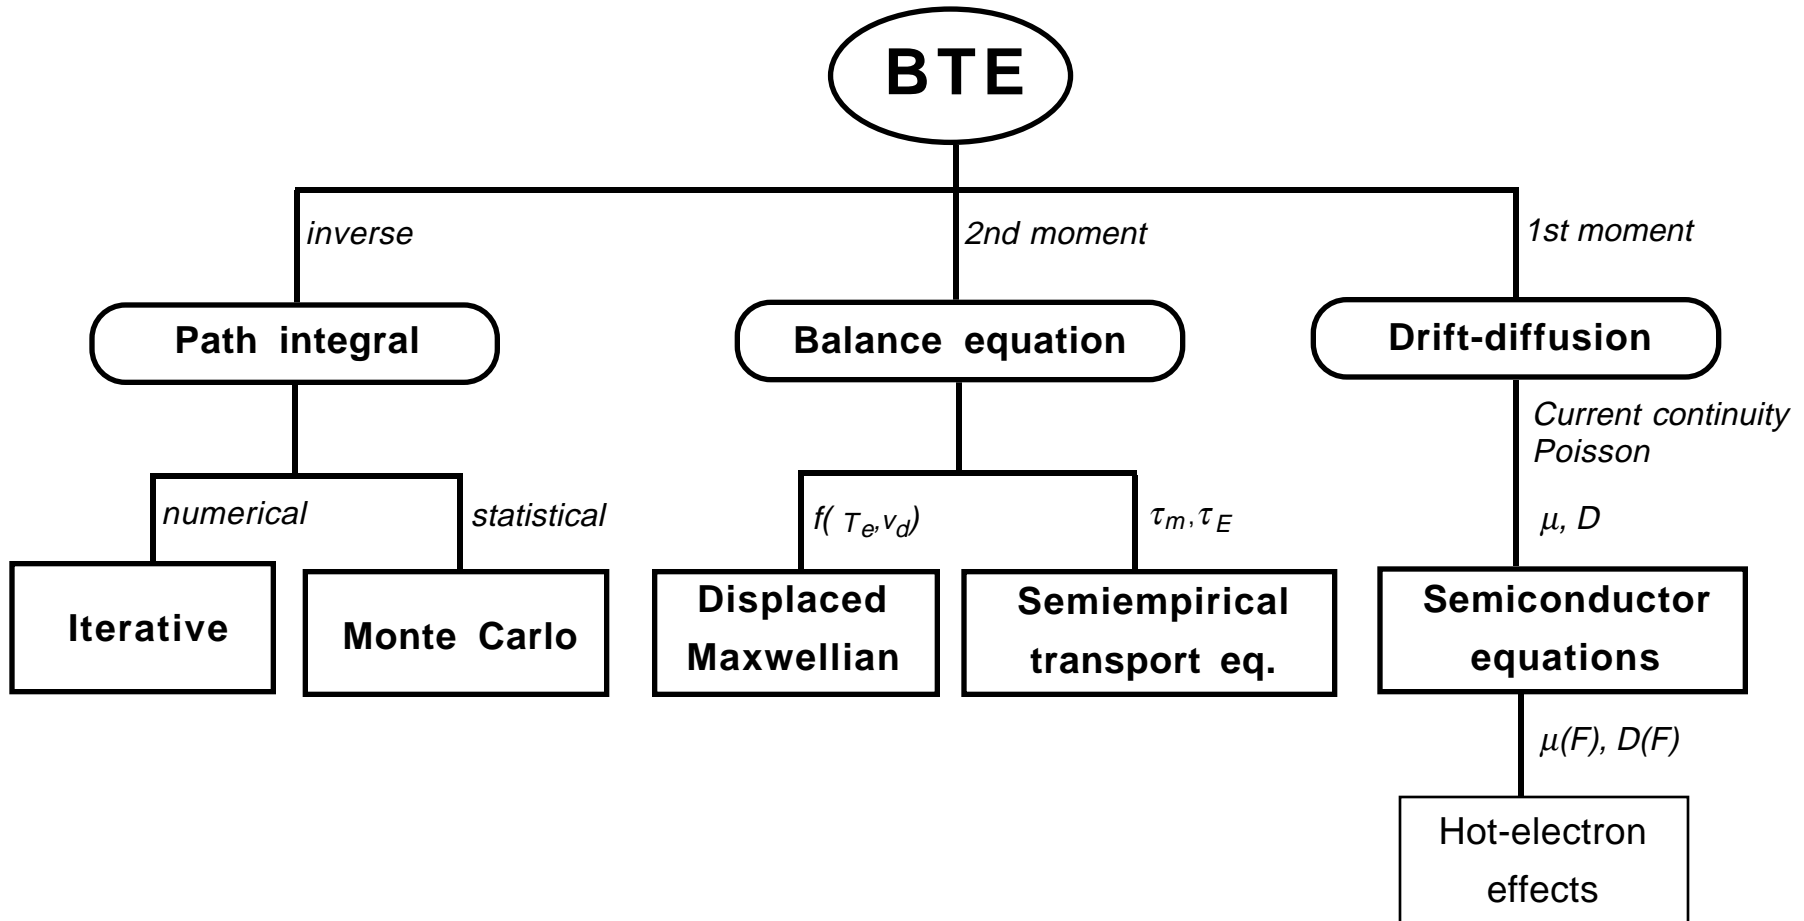 BTE
inverse
2nd moment
1st moment
Path integral
Balance equation
Drift-diffusion
Current continuity
Poisson
numerical
statistical
f( Te,vd)
τm,τE
μ, D
Iterative
Monte Carlo
Displaced
Maxwellian
Semiempirical
transport eq.
Semiconductor
equations
μ(F), D(F)
Hot-electron
effects